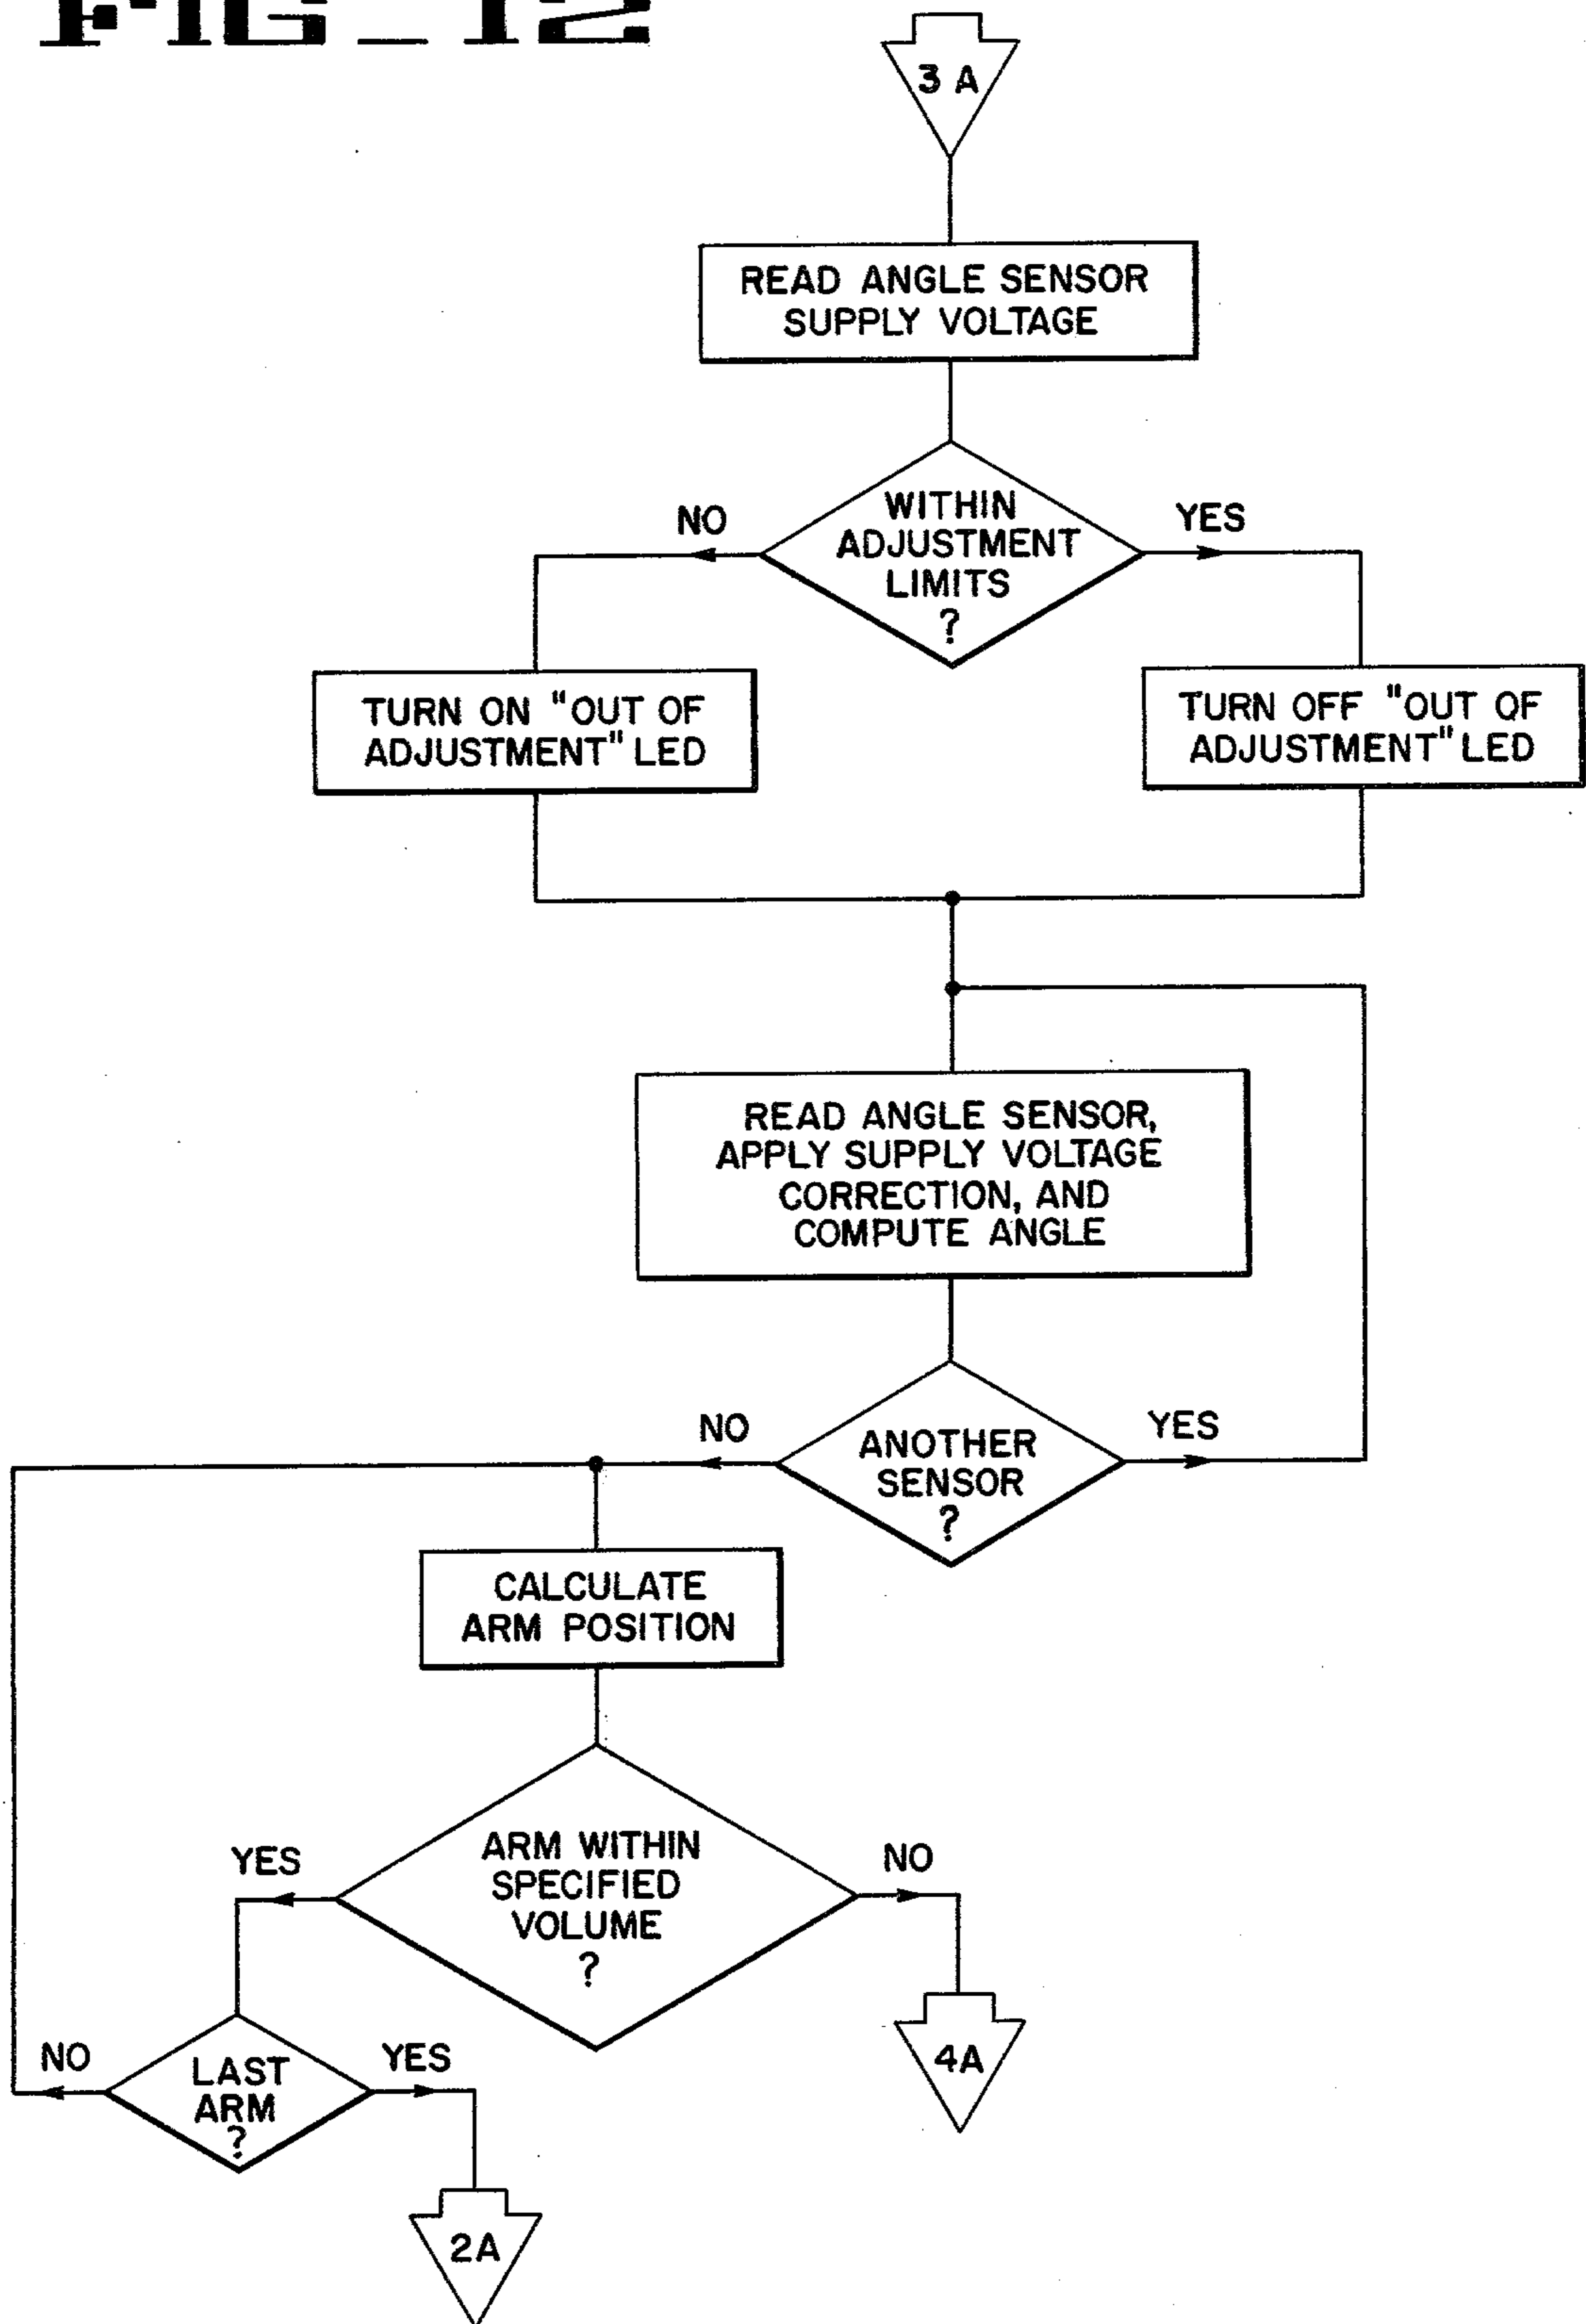 FIG_12
3 A
READ ANGLE SENSOR
SUPPLY VOLTAGE
WITHIN
ADJUSTMENT
LIMITS
?
NO
YES
TURN ON "OUT OF
ADJUSTMENT" LED
TURN OFF "OUT OF
ADJUSTMENT" LED
READ ANGLE SENSOR,
APPLY SUPPLY VOLTAGE
CORRECTION, AND
COMPUTE ANGLE
ANOTHER
SENSOR
?
NO
YES
CALCULATE
ARM POSITION
ARM WITHIN
SPECIFIED
VOLUME
?
YES
NO
LAST
ARM
?
NO
YES
4A
2A